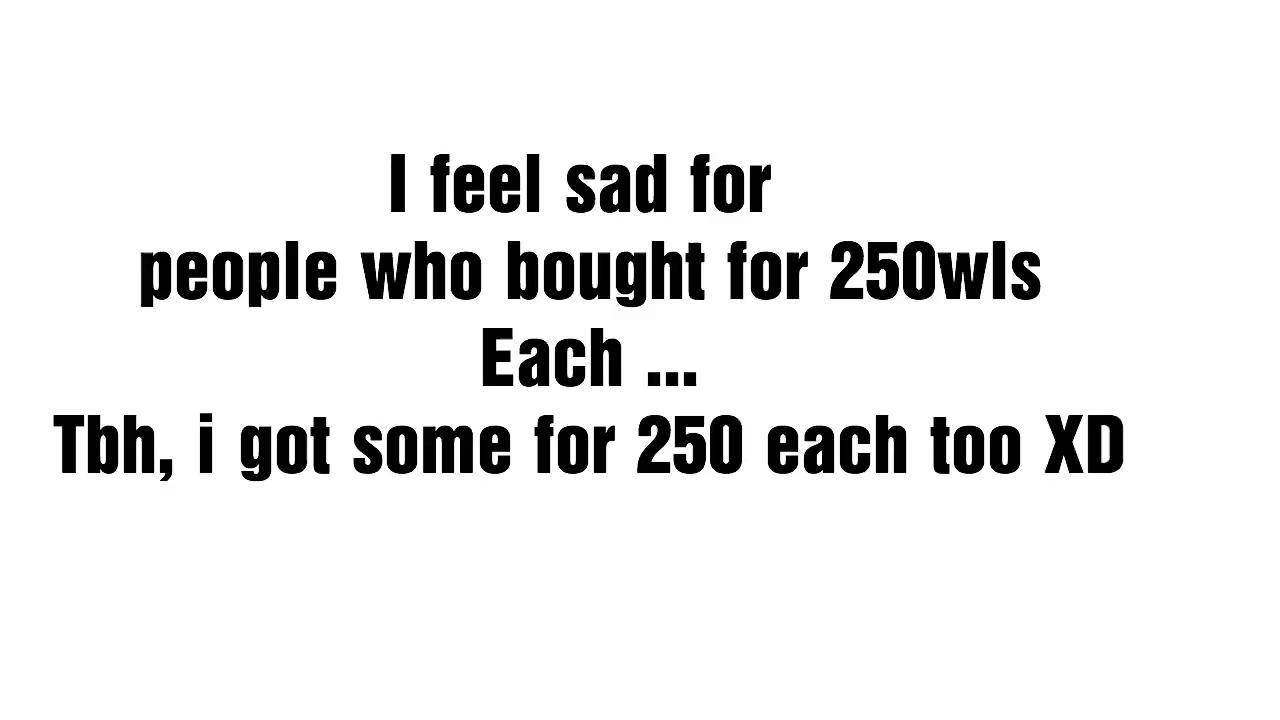 I feel sad for
people who bought for 250wls
Each ...
Tbh, i got some for 250 each too XD